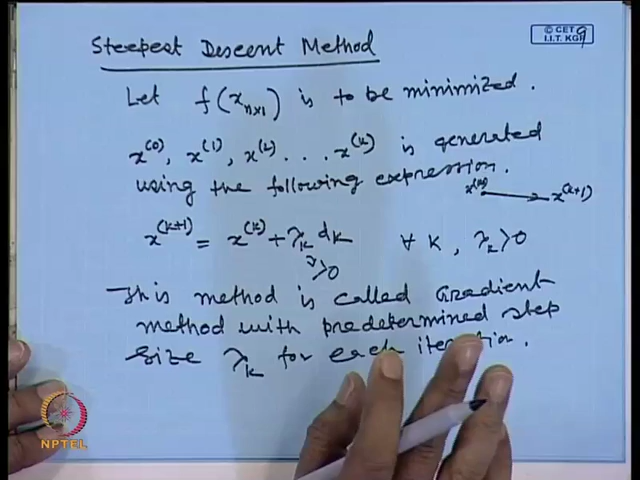 © CET
I.I.T. KGP
9
Steepest Descent Method
Let f(x_{n×1}) is to be minimized.
x^{(0)}, x^{(1)}, x^{(2)} . . . . x^{(k)} is generated
using the following expression.
x^{(k)} → x^{(k+1)}
x^{(k+1)} = x^{(k)} + λ_k d_k ∀ k, λ_k > 0
>0
This method is called Gradient
method with predetermined step
size λ_k for each iteration.
NPTEL